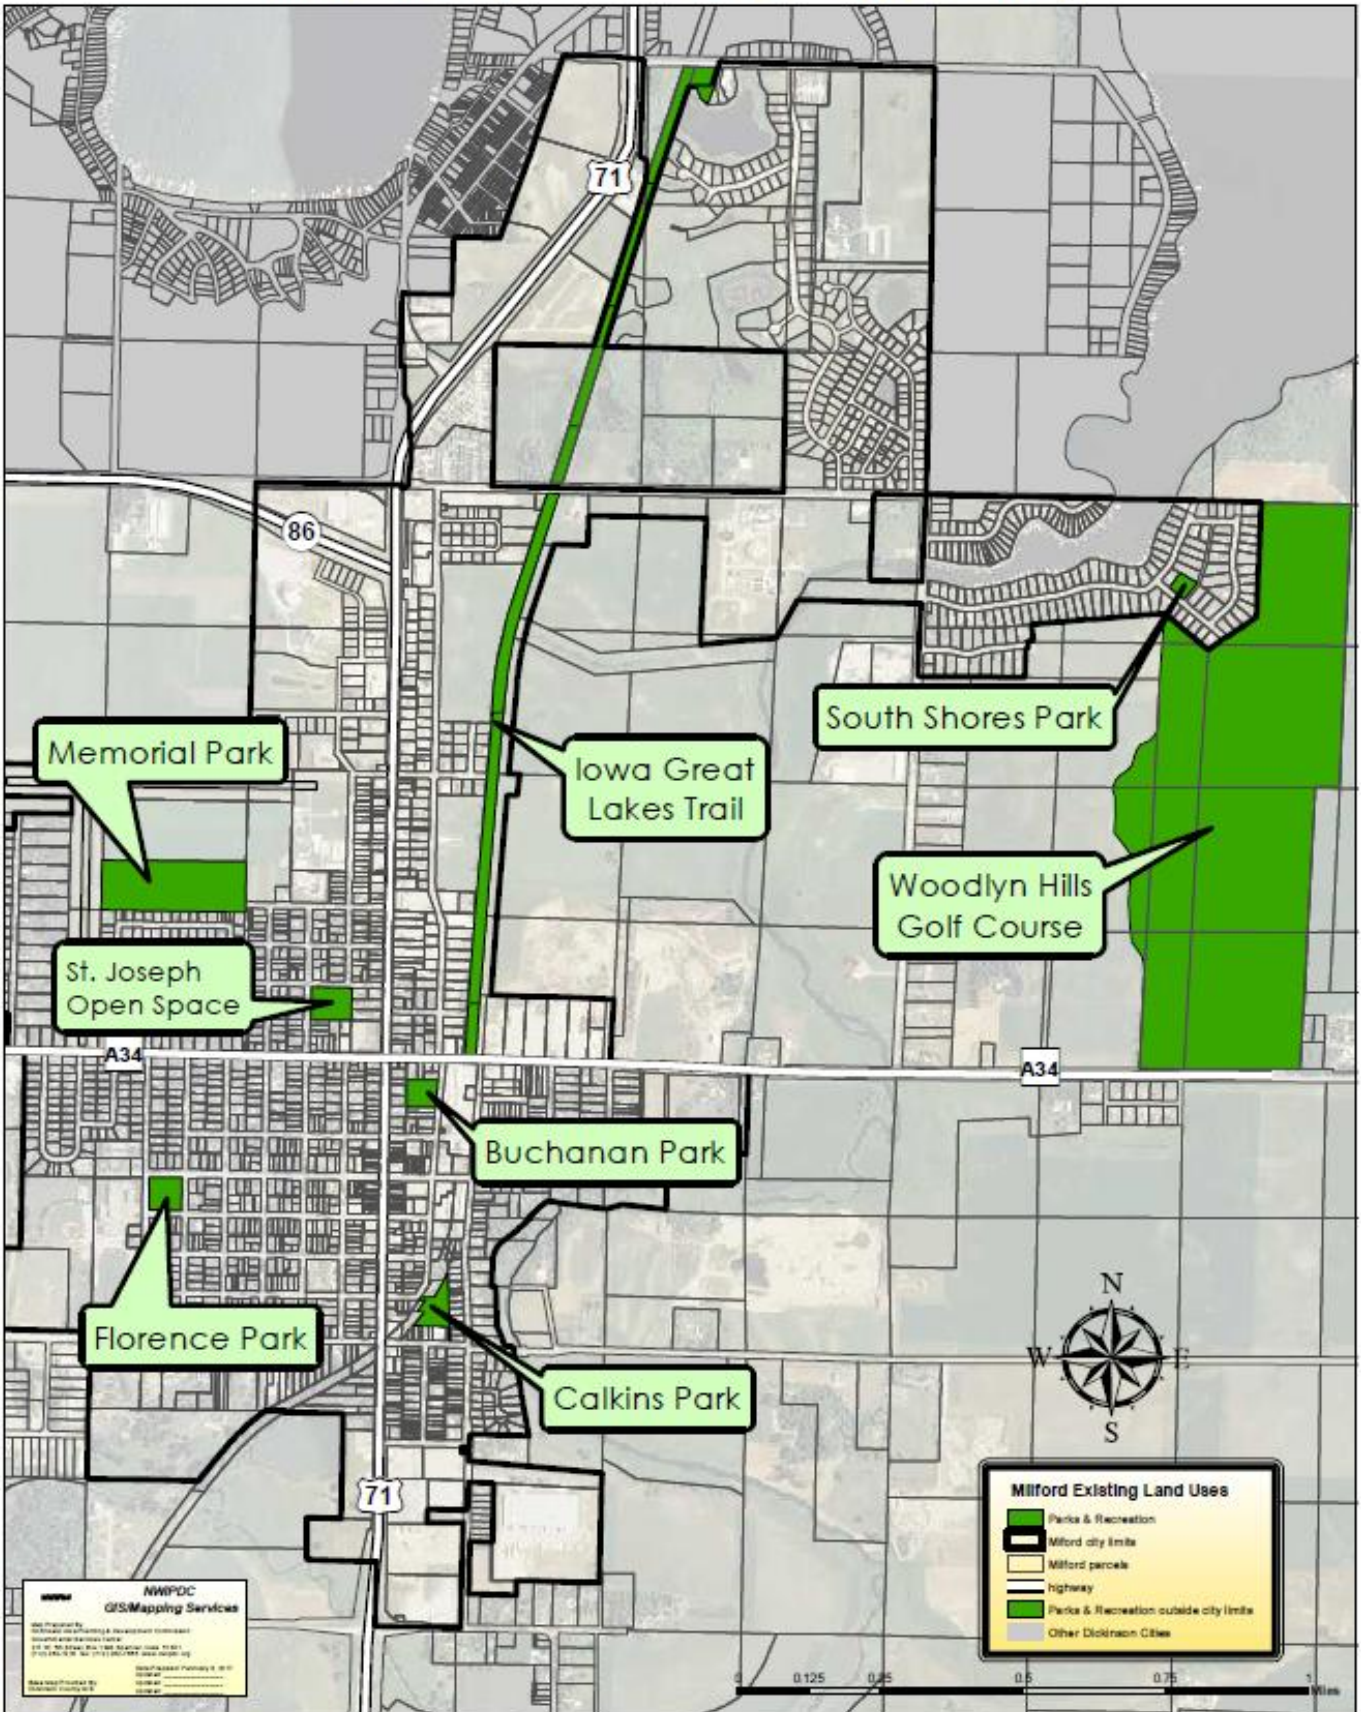 71
86
Memorial Park
South Shores Park
Iowa Great
Lakes Trail
Woodlyn Hills
Golf Course
St. Joseph
Open Space
A34
A34
Buchanan Park
Florence Park
Calkins Park
N
W
E
S
71
Milford Existing Land Uses
Parks & Recreation
Milford city limits
Milford parcels
highway
Parks & Recreation outside city limits
Other Dickinson Cities
NWIPDC
GIS/Mapping Services
0 0.125 0.25 0.5 0.75 1
Miles